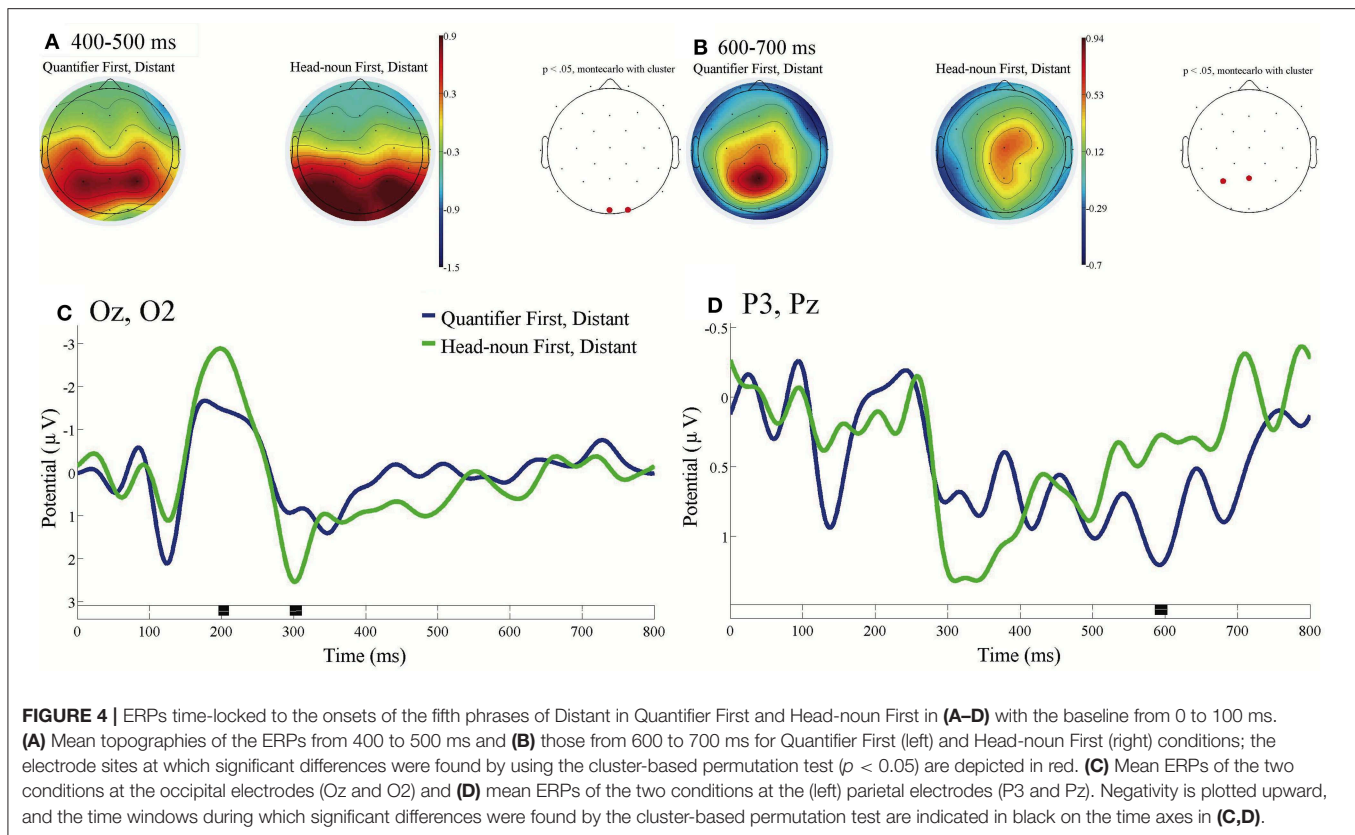 A 400-500 ms
Quantifier First, Distant
Head-noun First, Distant
0.9
0.3
-0.3
-0.9
-1.5
p < .05, montecarlo with cluster
B 600-700 ms
Quantifier First, Distant
Head-noun First, Distant
0.94
0.53
0.12
-0.29
-0.7
p < .05, montecarlo with cluster
C Oz, O2
Quantifier First, Distant
Head-noun First, Distant
Potential (μ V)
-3
-2
-1
0
1
2
3
0 100 200 300 400 500 600 700 800
Time (ms)
D P3, Pz
Potential (μ V)
-0.5
0
0.5
1
0 100 200 300 400 500 600 700 800
Time (ms)
FIGURE 4 | ERPs time-locked to the onsets of the fifth phrases of Distant in Quantifier First and Head-noun First in (A–D) with the baseline from 0 to 100 ms.
(A) Mean topographies of the ERPs from 400 to 500 ms and (B) those from 600 to 700 ms for Quantifier First (left) and Head-noun First (right) conditions; the
electrode sites at which significant differences were found by using the cluster-based permutation test (p < 0.05) are depicted in red. (C) Mean ERPs of the two
conditions at the occipital electrodes (Oz and O2) and (D) mean ERPs of the two conditions at the (left) parietal electrodes (P3 and Pz). Negativity is plotted upward,
and the time windows during which significant differences were found by the cluster-based permutation test are indicated in black on the time axes in (C,D).